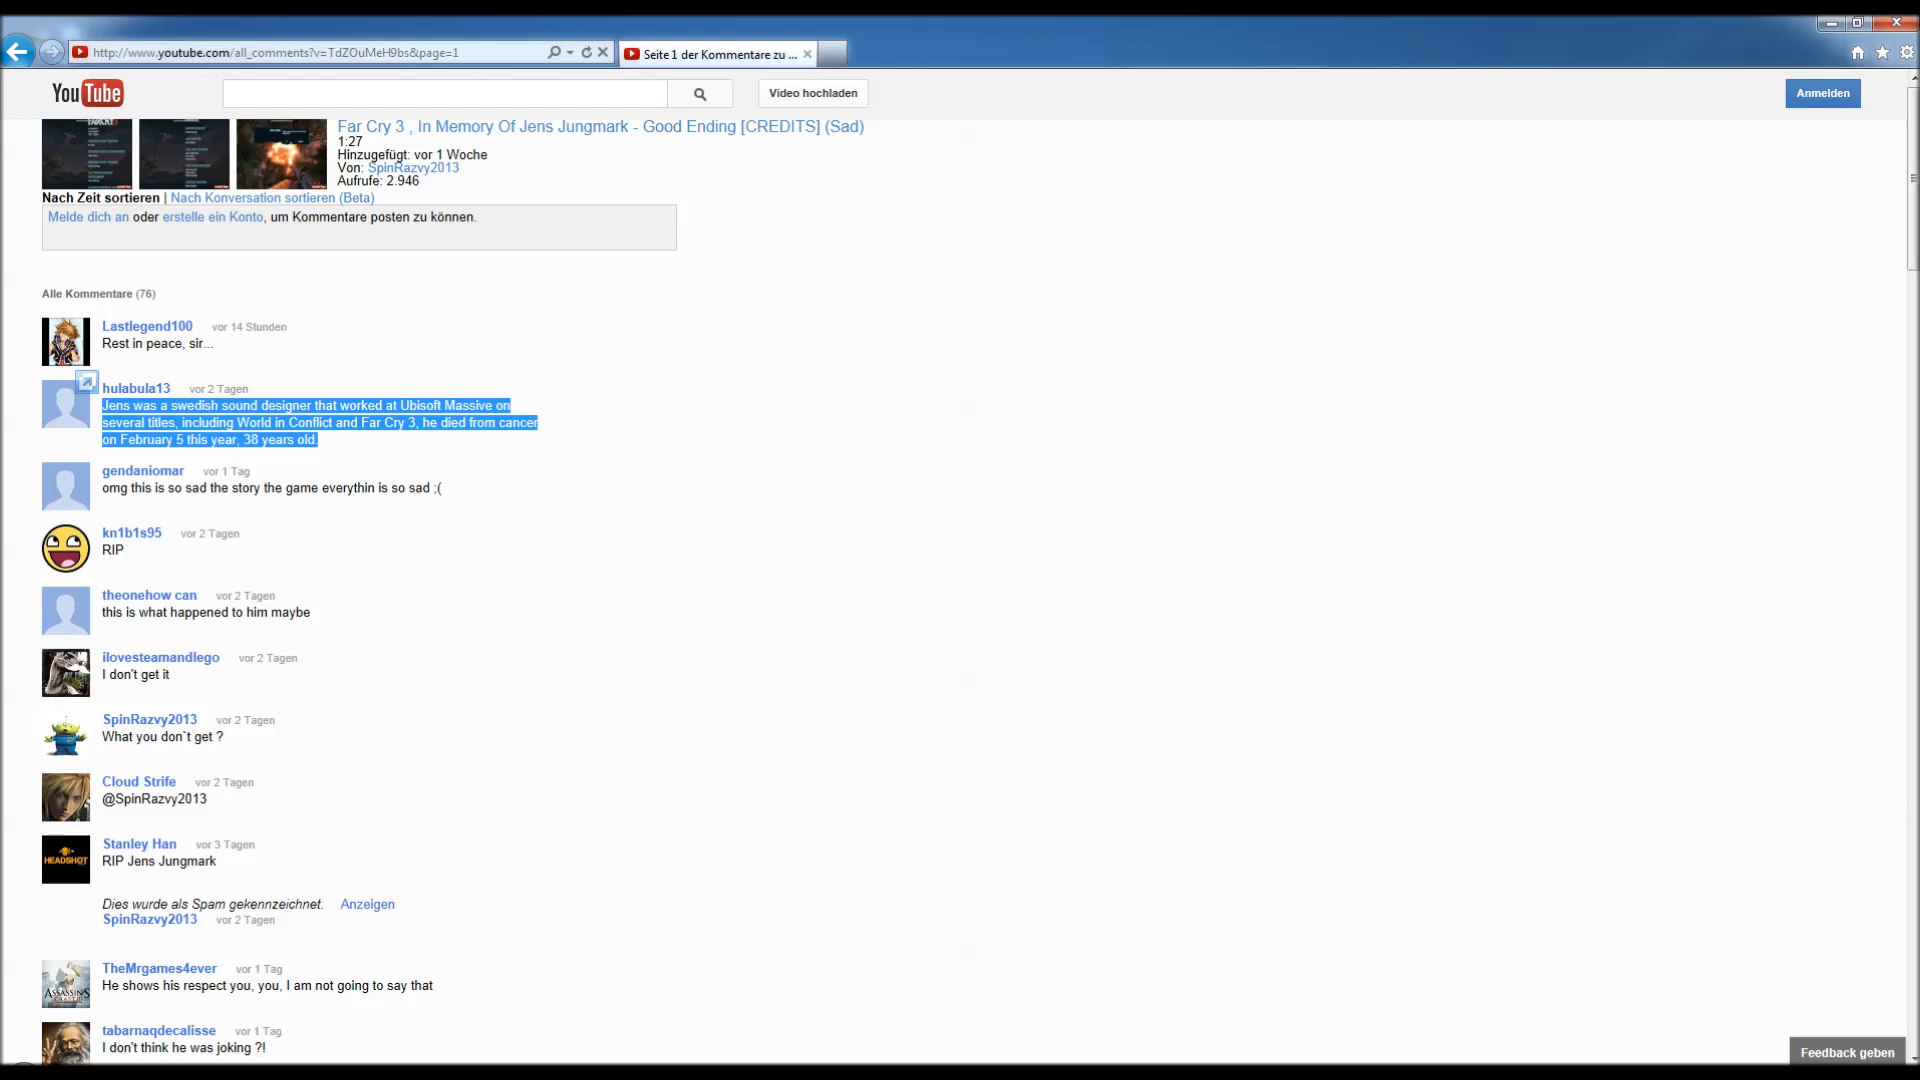 http://www.youtube.com/all_comments?v=TdZOuMeH9bs&page=1
Seite 1 der Kommentare zu ...
YouTube
Video hochladen
Anmelden
Far Cry 3 , In Memory Of Jens Jungmark - Good Ending [CREDITS] (Sad)
1:27
Hinzugefügt: vor 1 Woche
Von: SpinRazvy2013
Aufrufe: 2.946
Nach Zeit sortieren | Nach Konversation sortieren (Beta)
Melde dich an oder erstelle ein Konto, um Kommentare posten zu können.
Alle Kommentare (76)
Lastlegend100 vor 14 Stunden
Rest in peace, sir...
hulabula13 vor 2 Tagen
Jens was a swedish sound designer that worked at Ubisoft Massive on
several titles, including World in Conflict and Far Cry 3, he died from cancer
on February 5 this year, 38 years old.
gendaniomar vor 1 Tag
omg this is so sad the story the game everythin is so sad ;(
kn1b1s95 vor 2 Tagen
RIP
theonehow can vor 2 Tagen
this is what happened to him maybe
ilovesteamandlego vor 2 Tagen
I don't get it
SpinRazvy2013 vor 2 Tagen
What you don`t get ?
Cloud Strife vor 2 Tagen
@SpinRazvy2013
Stanley Han vor 3 Tagen
HEADSHOT
RIP Jens Jungmark
Dies wurde als Spam gekennzeichnet. Anzeigen
SpinRazvy2013 vor 2 Tagen
TheMrgames4ever vor 1 Tag
He shows his respect you, you, I am not going to say that
ASSASSIN'S
tabarnaqdecalisse vor 1 Tag
I don't think he was joking ?!
Feedback geben